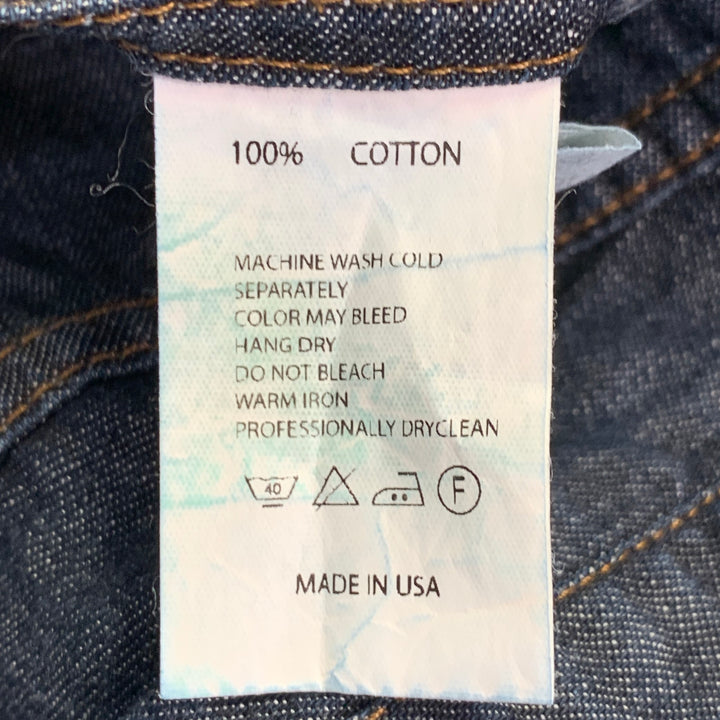 100% COTTON
MACHINE WASH COLD
SEPARATELY
COLOR MAY BLEED
HANG DRY
DO NOT BLEACH
WARM IRON
PROFESSIONALLY DRYCLEAN
40 F
MADE IN USA